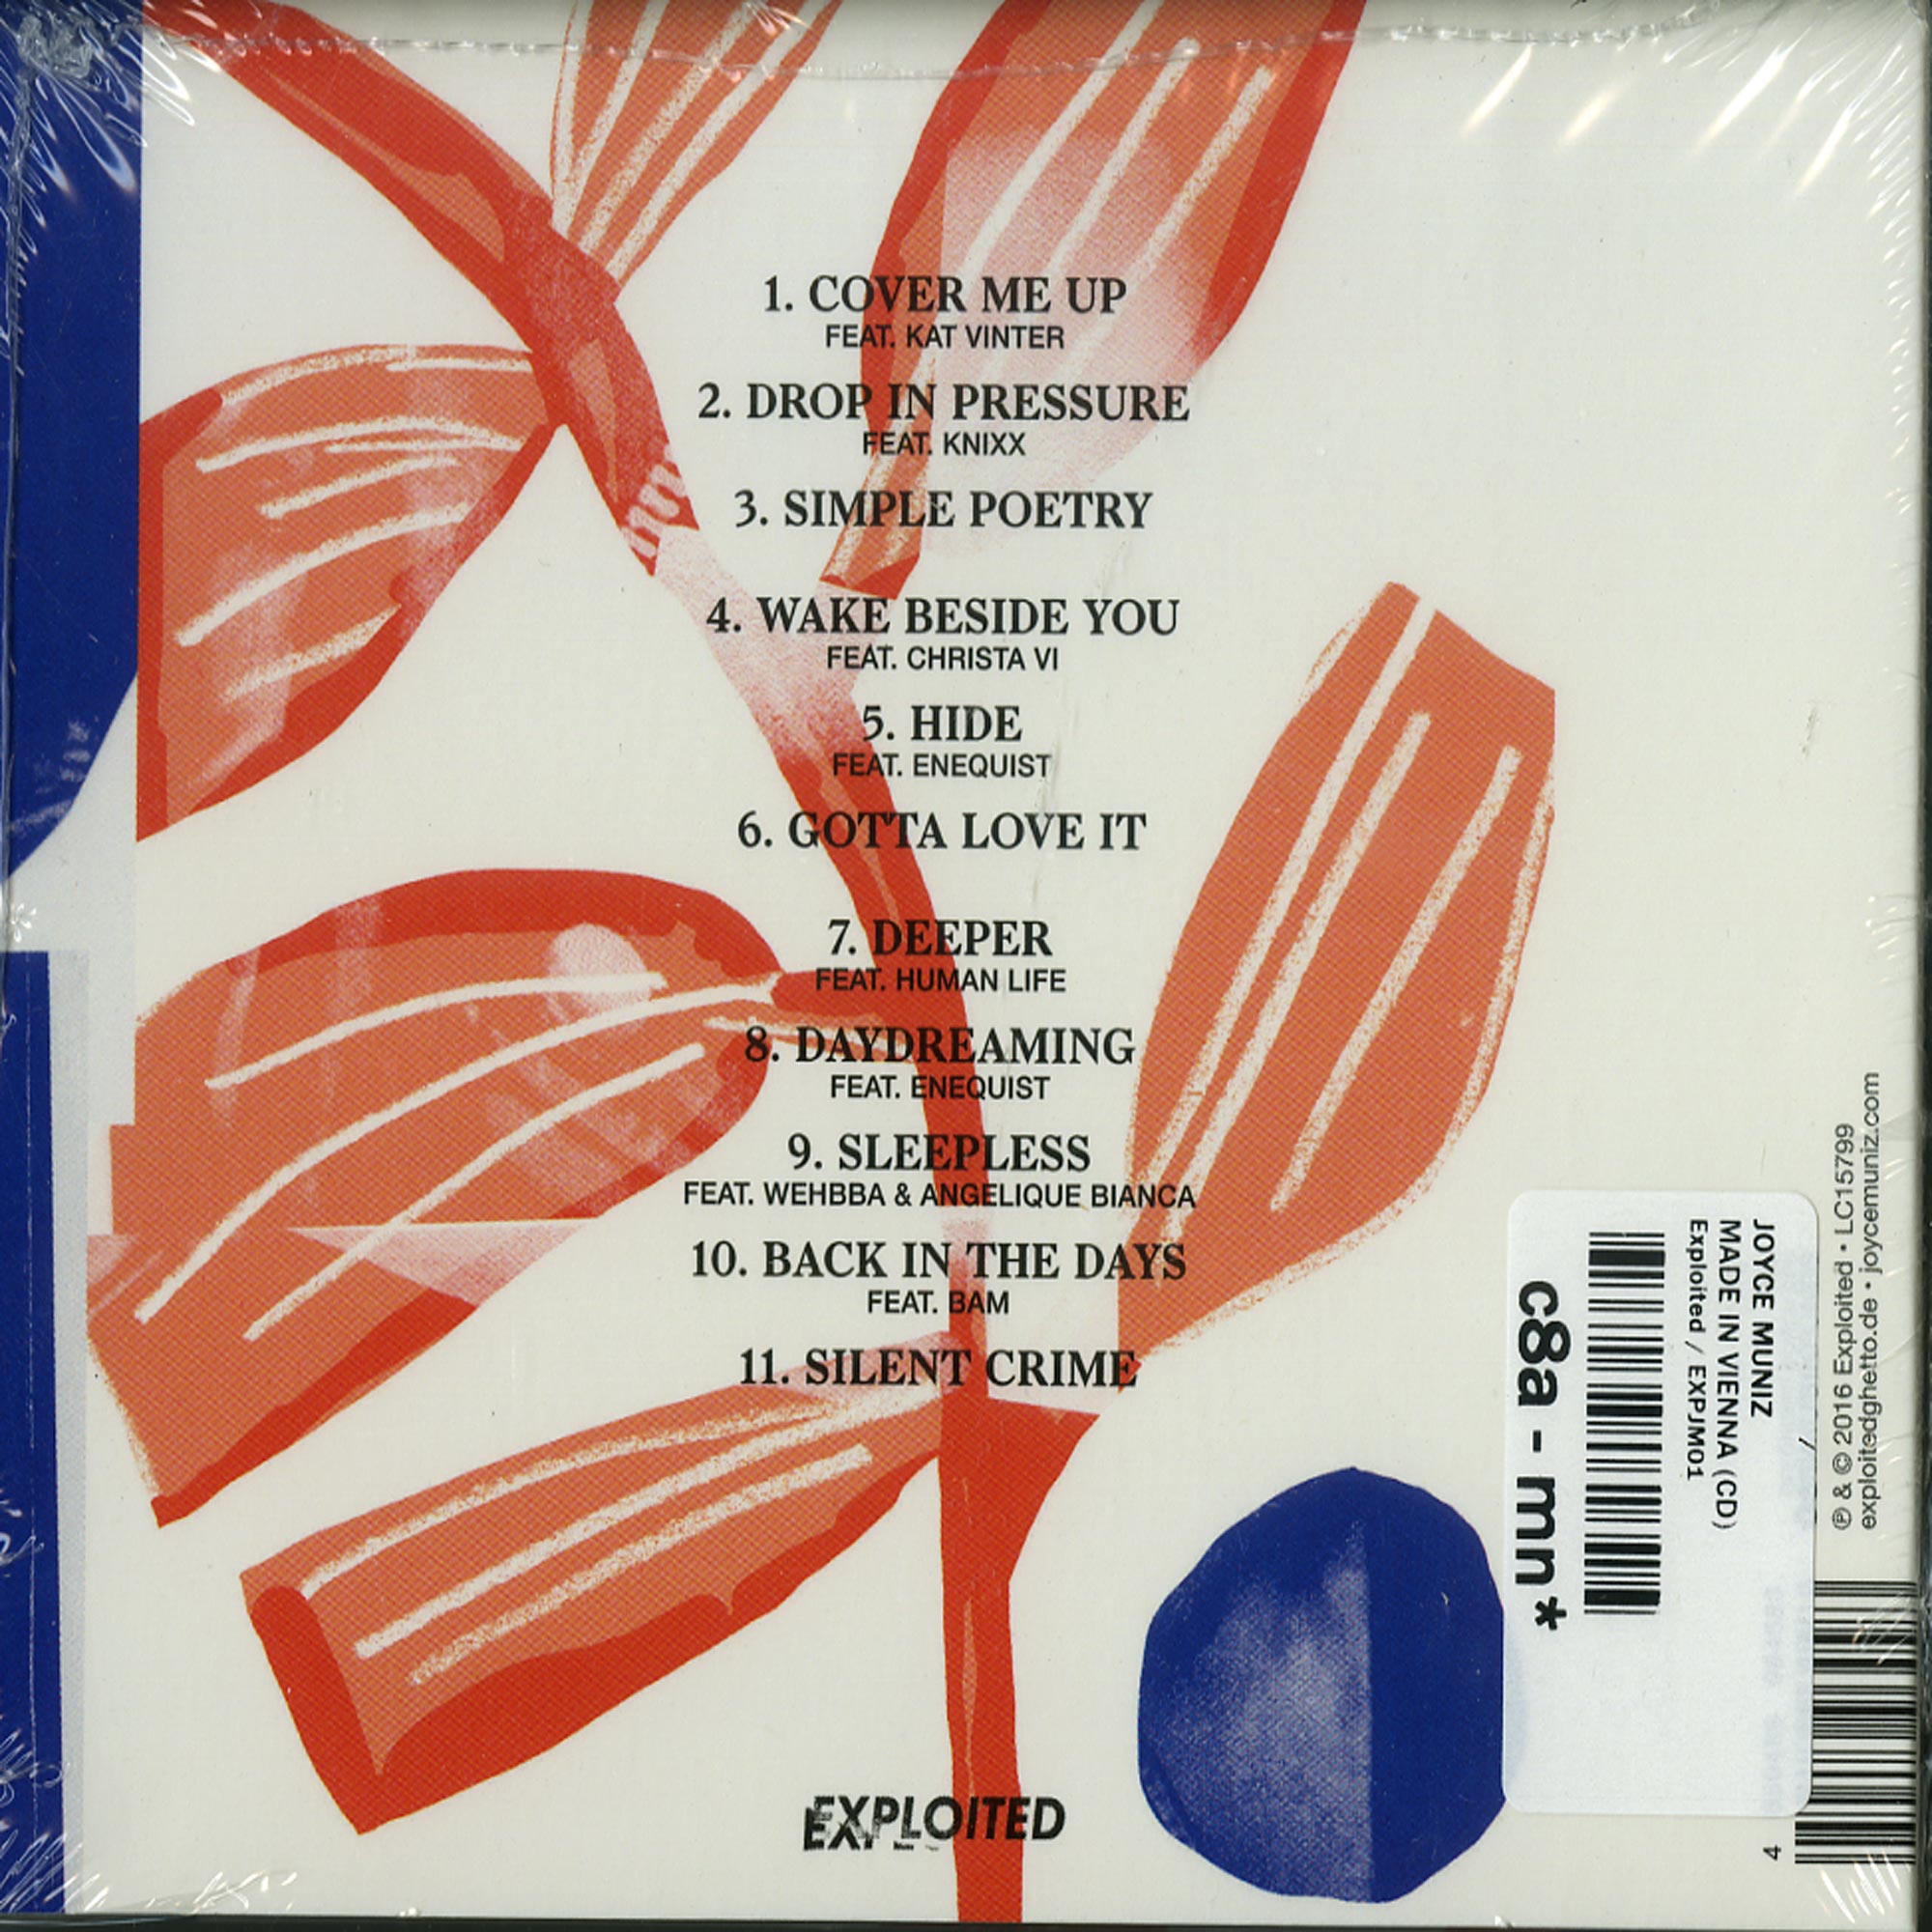 1. COVER ME UP
FEAT. KAT VINTER
2. DROP IN PRESSURE
FEAT. KNIXX
3. SIMPLE POETRY
4. WAKE BESIDE YOU
FEAT. CHRISTA VI
5. HIDE
FEAT. ENEQUIST
6. GOTTA LOVE IT
7. DEEPER
FEAT. HUMAN LIFE
8. DAYDREAMING
FEAT. ENEQUIST
9. SLEEPLESS
FEAT. WEHBBA & ANGELIQUE BIANCA
10. BACK IN THE DAYS
FEAT. BAM
11. SILENT CRIME
EXPLOITED
JOYCE MUNIZ
MADE IN VIENNA (CD)
Exploited / EXPJM01
c8a - mn*
℗ & © 2016 Exploited • LC15799
exploitedghetto.de • joycemuniz.com
4